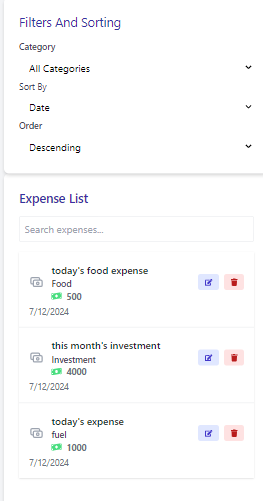 Filters And Sorting
Category
All Categories
Sort By
Date
Order
Descending
Expense List
Search expenses...
today's food expense
Food
500
7/12/2024
this month's investment
Investment
4000
7/12/2024
today's expense
fuel
1000
7/12/2024